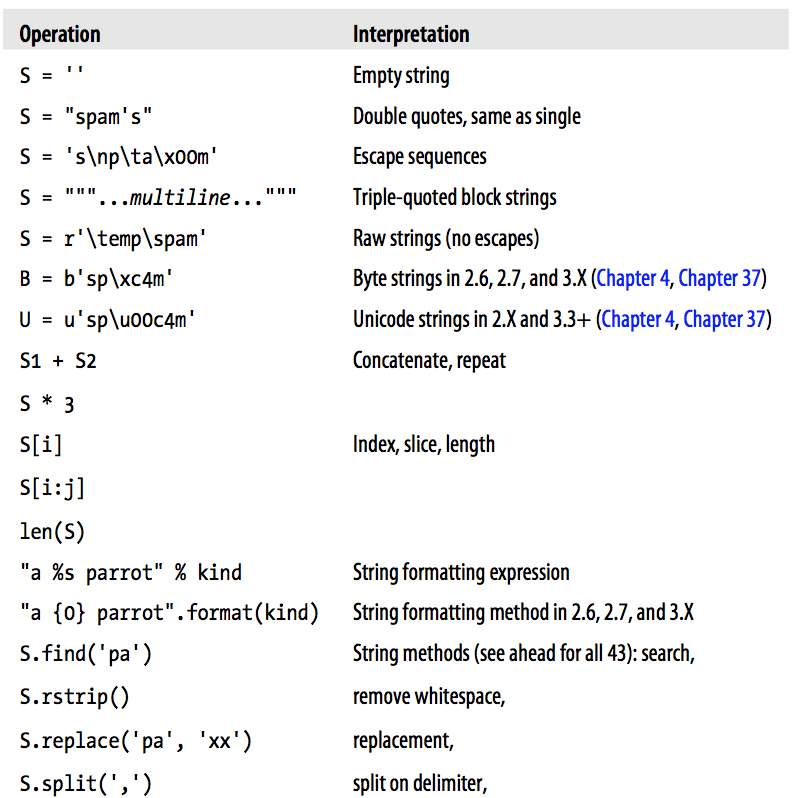 Operation Interpretation
S = '' Empty string
S = "spam's" Double quotes, same as single
S = 's\np\ta\x00m' Escape sequences
S = """...multiline...""" Triple-quoted block strings
S = r'\temp\spam' Raw strings (no escapes)
B = b'sp\xc4m' Byte strings in 2.6, 2.7, and 3.X (Chapter 4, Chapter 37)
U = u'sp\u00c4m' Unicode strings in 2.X and 3.3+ (Chapter 4, Chapter 37)
S1 + S2 Concatenate, repeat
S * 3
S[i] Index, slice, length
S[i:j]
len(S)
"a %s parrot" % kind String formatting expression
"a {0} parrot".format(kind) String formatting method in 2.6, 2.7, and 3.X
S.find('pa') String methods (see ahead for all 43): search,
S.rstrip() remove whitespace,
S.replace('pa', 'xx') replacement,
S.split(',') split on delimiter,